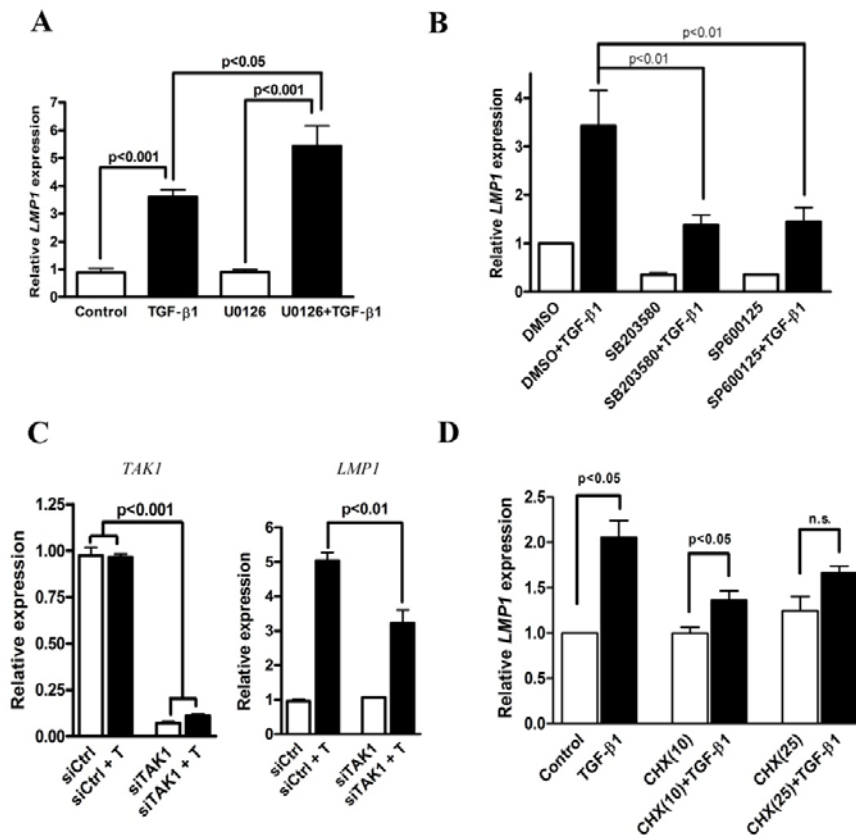 A
p<0.05
p<0.001
p<0.001
Relative LMP1 expression
7
6
5
4
3
2
1
0
Control TGF-β1 U0126 U0126+TGF-β1
B
p<0.01
p<0.01
Relative LMP1 expression
4
3
2
1
0
DMSO
DMSO+TGF-β1
SB203580
SB203580+TGF-β1
SP600125
SP600125+TGF-β1
C
TAK1
p<0.001
Relative expression
1.25
1.00
0.75
0.50
0.25
0.00
siCtrl
siCtrl + T
siTAK1
siTAK1 + T
LMP1
p<0.01
Relative expression
6
5
4
3
2
1
0
siCtrl
siCtrl + T
siTAK1
siTAK1 + T
D
p<0.05
p<0.05
n.s.
Relative LMP1 expression
2.5
2.0
1.5
1.0
0.5
0.0
Control
TGF-β1
CHX(10)
CHX(10)+TGF-β1
CHX(25)
CHX(25)+TGF-β1